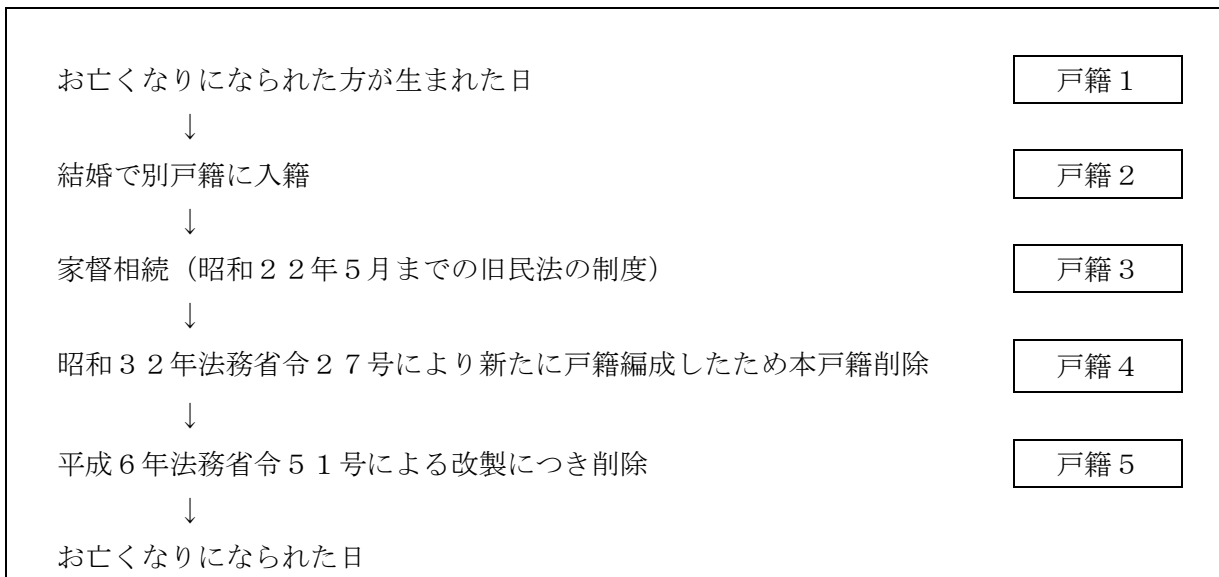 お亡くなりになられた方が生まれた日 戸籍１
↓
結婚で別戸籍に入籍 戸籍２
↓
家督相続（昭和２２年５月までの旧民法の制度） 戸籍３
↓
昭和３２年法務省令２７号により新たに戸籍編成したため本戸籍削除 戸籍４
↓
平成６年法務省令５１号による改製につき削除 戸籍５
↓
お亡くなりになられた日